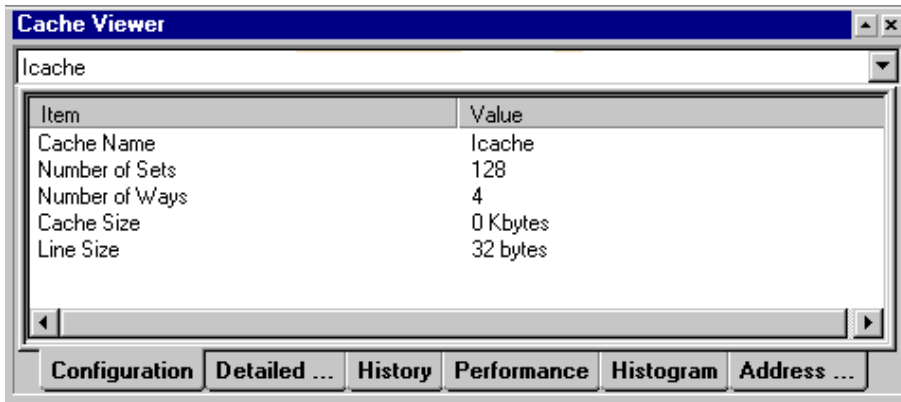 Cache Viewer
Icache
Item Value
Cache Name Icache
Number of Sets 128
Number of Ways 4
Cache Size 0 Kbytes
Line Size 32 bytes
Configuration Detailed ... History Performance Histogram Address ...